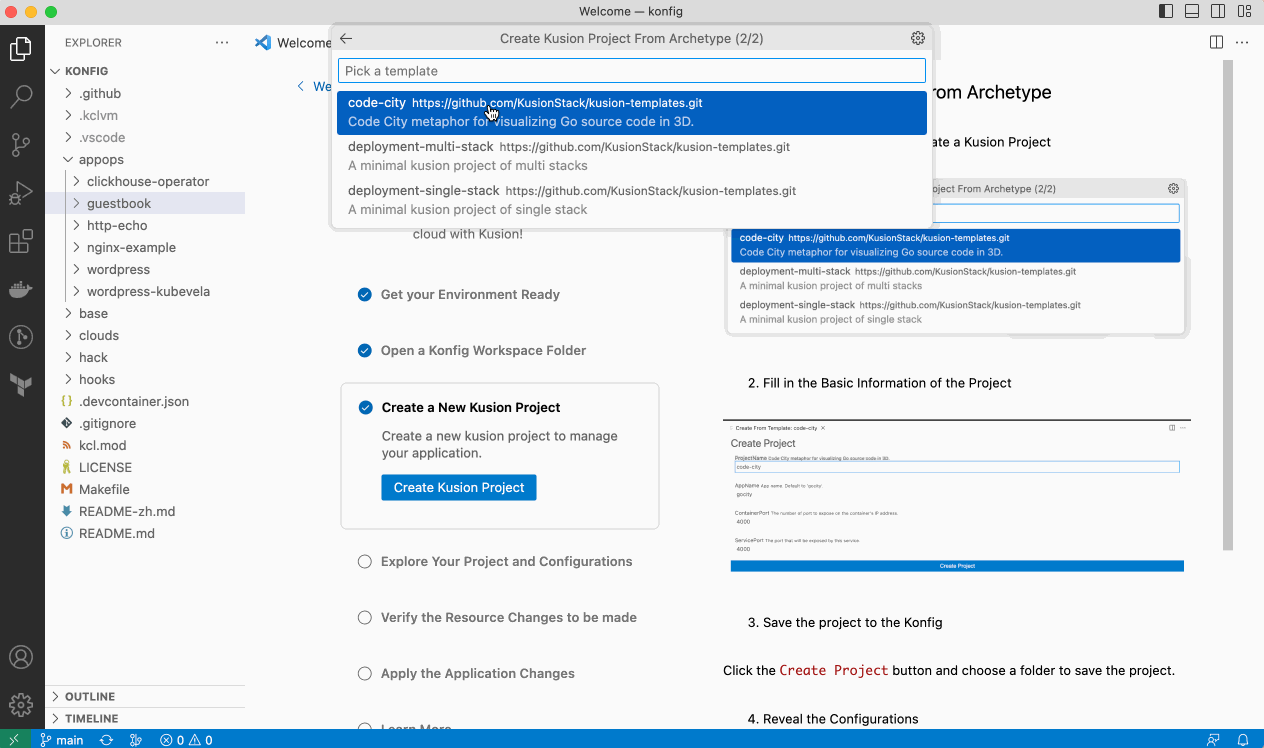 Welcome — konfig
EXPLORER
KONFIG
.github
.kclvm
.vscode
appops
clickhouse-operator
guestbook
http-echo
nginx-example
wordpress
wordpress-kubevela
base
clouds
hack
hooks
.devcontainer.json
.gitignore
kcl.mod
LICENSE
Makefile
README-zh.md
README.md
OUTLINE
TIMELINE
main
0
0
Welcome
We
Create Kusion Project From Archetype (2/2)
Pick a template
code-city https://github.com/KusionStack/kusion-templates.git
Code City metaphor for visualizing Go source code in 3D.
deployment-multi-stack https://github.com/KusionStack/kusion-templates.git
A minimal kusion project of multi stacks
deployment-single-stack https://github.com/KusionStack/kusion-templates.git
A minimal kusion project of single stack
cloud with Kusion!
Get your Environment Ready
Open a Konfig Workspace Folder
Create a New Kusion Project
Create a new kusion project to manage
your application.
Create Kusion Project
Explore Your Project and Configurations
Verify the Resource Changes to be made
Apply the Application Changes
Learn More
om Archetype
ate a Kusion Project
oject From Archetype (2/2)
code-city https://github.com/KusionStack/kusion-templates.git
Code City metaphor for visualizing Go source code in 3D.
deployment-multi-stack https://github.com/KusionStack/kusion-templates.git
A minimal kusion project of multi stacks
deployment-single-stack https://github.com/KusionStack/kusion-templates.git
A minimal kusion project of single stack
2. Fill in the Basic Information of the Project
Create From Template: code-city
Create Project
ProjectName Code City metaphor for visualizing Go source code in 3D.
code-city
AppName App name. Default to 'gocity'.
gocity
ContainerPort The number of port to expose on the container's IP address.
4000
ServicePort The port that will be exposed by this service.
4000
Create Project
3. Save the project to the Konfig
Click the Create Project button and choose a folder to save the project.
4. Reveal the Configurations